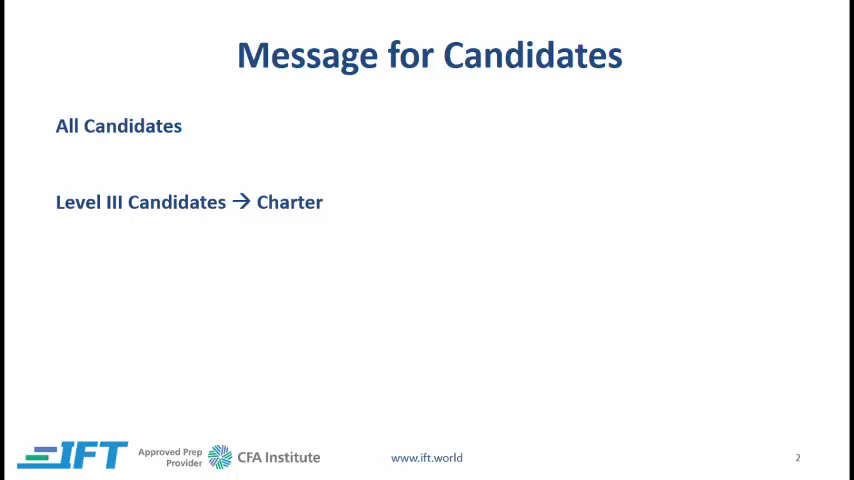 Message for Candidates
All Candidates
Level III Candidates → Charter
IFT
Approved Prep
Provider
CFA Institute
www.ift.world
2